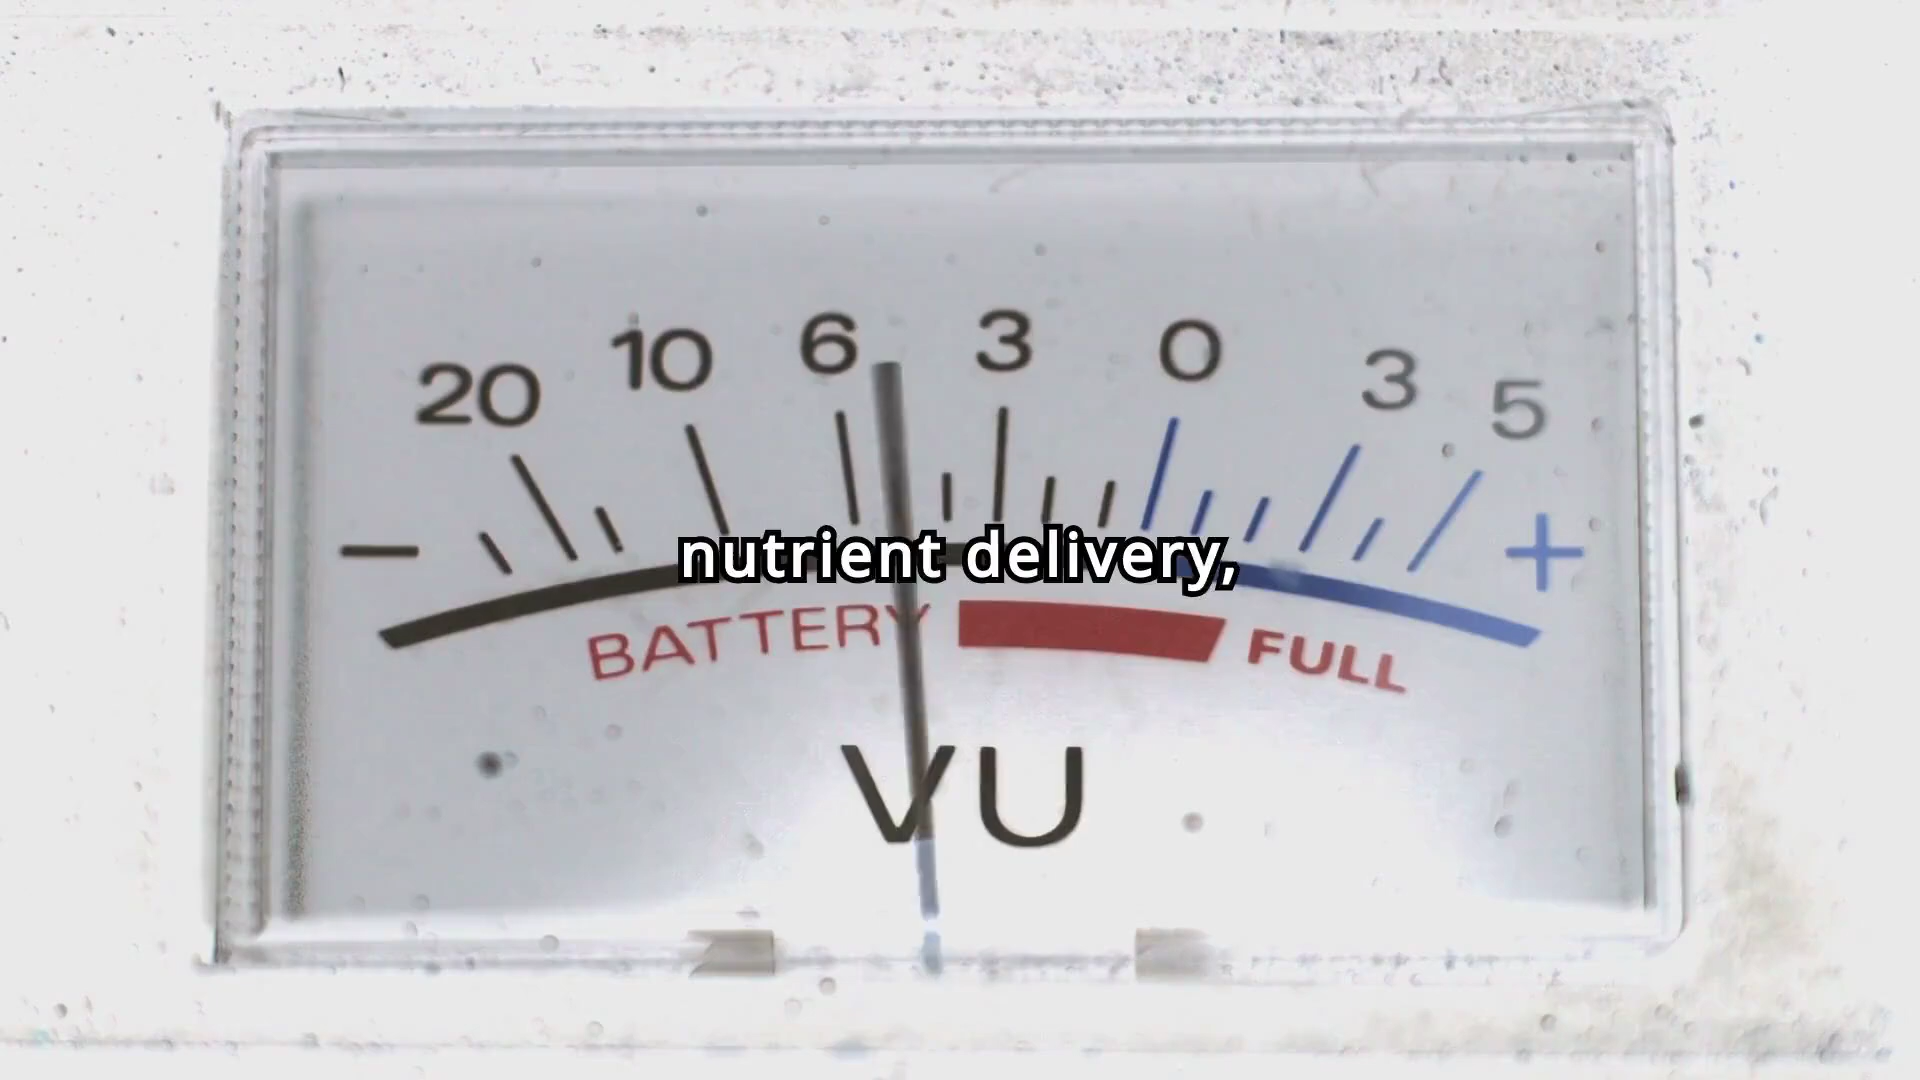 20 10 6 3 0 3 5
− +
nutrient delivery,
BATTERY FULL
VU